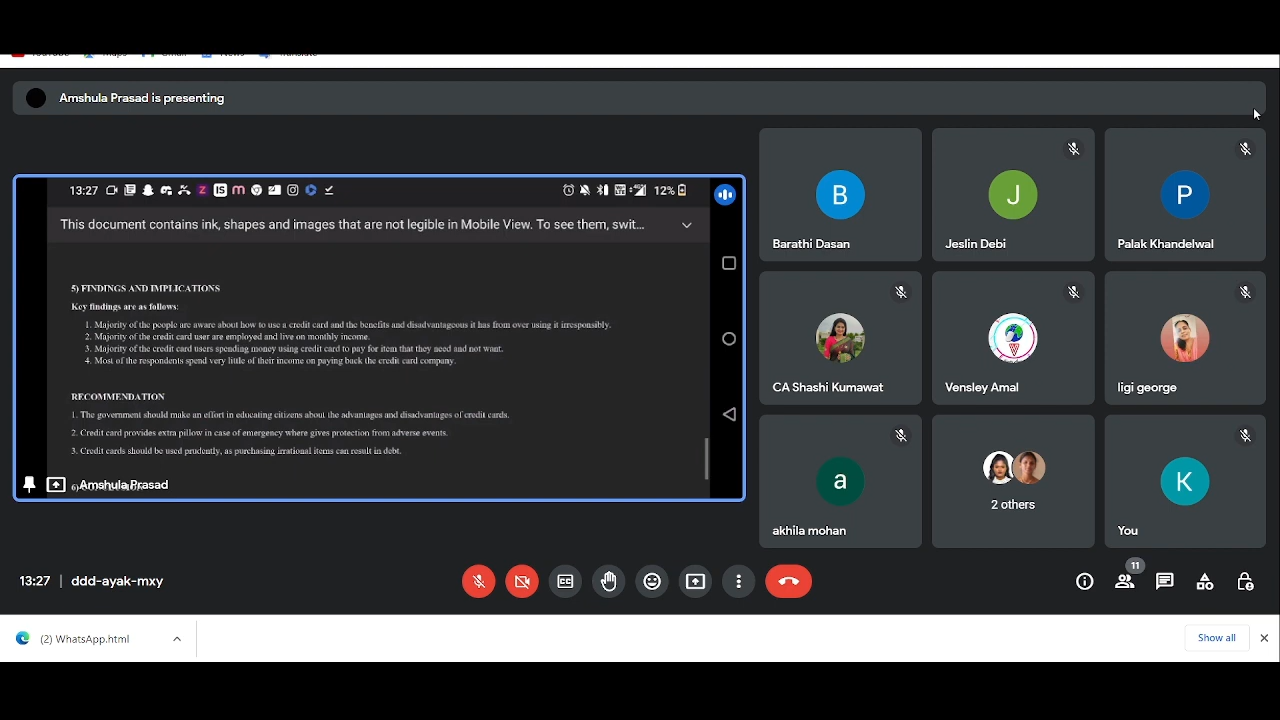 YouTube Maps Gmail News Translate
Amshula Prasad is presenting
13:27
12%
This document contains ink, shapes and images that are not legible in Mobile View. To see them, swit...
5) FINDINGS AND IMPLICATIONS
Key findings are as follows:
1. Majority of the people are aware about how to use a credit card and the benefits and disadvantageous it has from over using it irresponsibly.
2. Majority of the credit card user are employed and live on monthly income.
3. Majority of the credit card users spending money using credit card to pay for item that they need and not want.
4. Most of the respondents spend very little of their income on paying back the credit card company.
RECOMMENDATION
1. The government should make an effort in educating citizens about the advantages and disadvantages of credit cards.
2. Credit card provides extra pillow in case of emergency where gives protection from adverse events.
3. Credit cards should be used prudently, as purchasing irrational items can result in debt.
6)
Amshula Prasad
B
Barathi Dasan
J
Jeslin Debi
P
Palak Khandelwal
CA Shashi Kumawat
Vensley Amal
ligi george
a
akhila mohan
2 others
K
You
13:27 | ddd-ayak-mxy
11
(2) WhatsApp.html
Show all